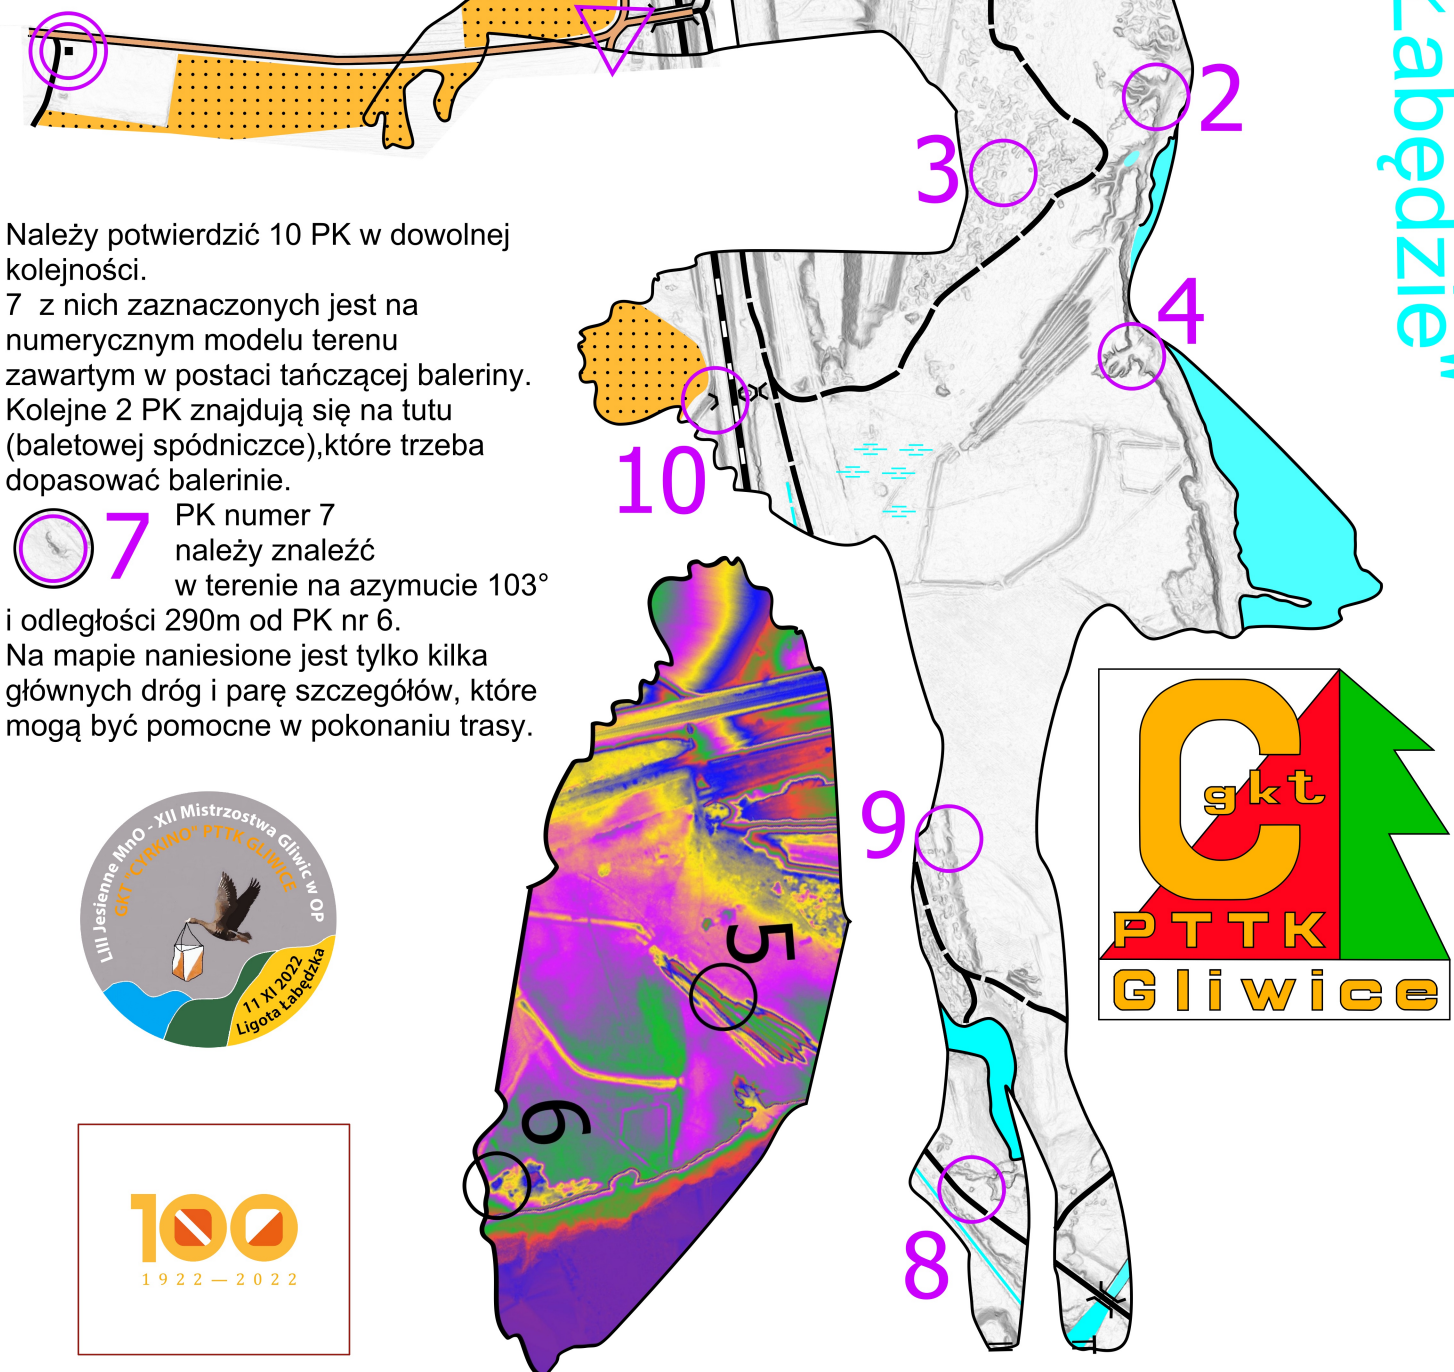 Łabędzie"
2
3
4
Należy potwierdzić 10 PK w dowolnej
kolejności.
7 z nich zaznaczonych jest na
numerycznym modelu terenu
zawartym w postaci tańczącej baleriny.
Kolejne 2 PK znajdują się na tutu
(baletowej spódniczce),które trzeba
dopasować balerinie.
7
PK numer 7
należy znaleźć
w terenie na azymucie 103°
i odległości 290m od PK nr 6.
Na mapie naniesione jest tylko kilka
głównych dróg i parę szczegółów, które
mogą być pomocne w pokonaniu trasy.
10
9
5
6
8
LIII Jesienne MnO - XII Mistrzostwa Gliwic w OP
GKT "CYRKINO" PTTK GLIWICE
11 XI 2022
Ligota Łabędzka
100
1922—2022
C
gkt
PTTK
Gliwice